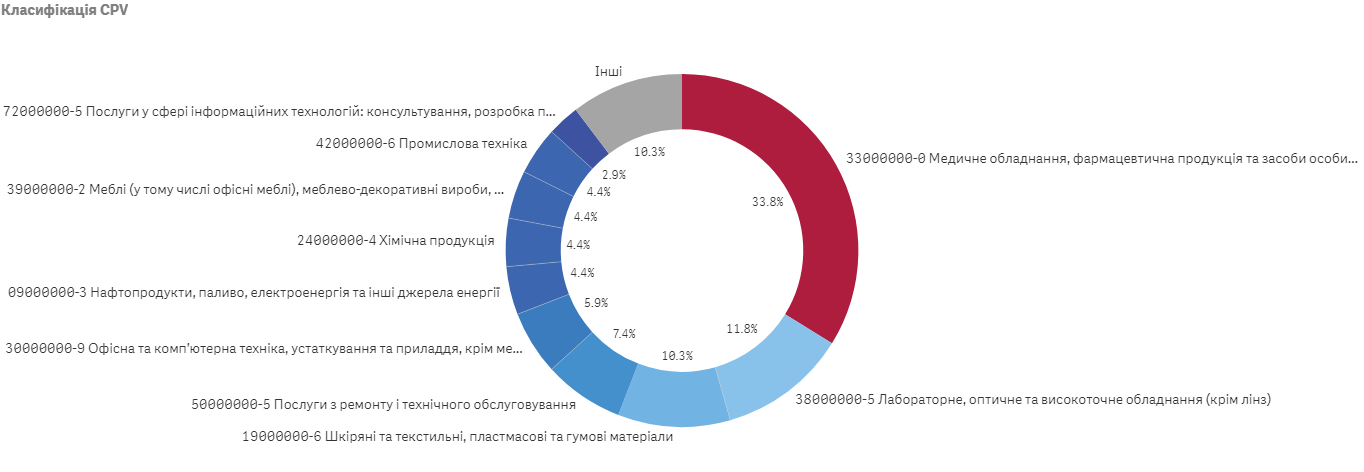 Класифікація CPV
Інші
72000000-5 Послуги у сфері інформаційних технологій: консультування, розробка п...
42000000-6 Промислова техніка
10.3%
33000000-0 Медичне обладнання, фармацевтична продукція та засоби особи...
2.9%
39000000-2 Меблі (у тому числі офісні меблі), меблево-декоративні вироби, ...
4.4%
33.8%
4.4%
24000000-4 Хімічна продукція
4.4%
4.4%
09000000-3 Нафтопродукти, паливо, електроенергія та інші джерела енергії
5.9%
11.8%
7.4%
30000000-9 Офісна та комп'ютерна техніка, устаткування та приладдя, крім ме...
10.3%
38000000-5 Лабораторне, оптичне та високоточне обладнання (крім лінз)
50000000-5 Послуги з ремонту і технічного обслуговування
19000000-6 Шкіряні та текстильні, пластмасові та гумові матеріали